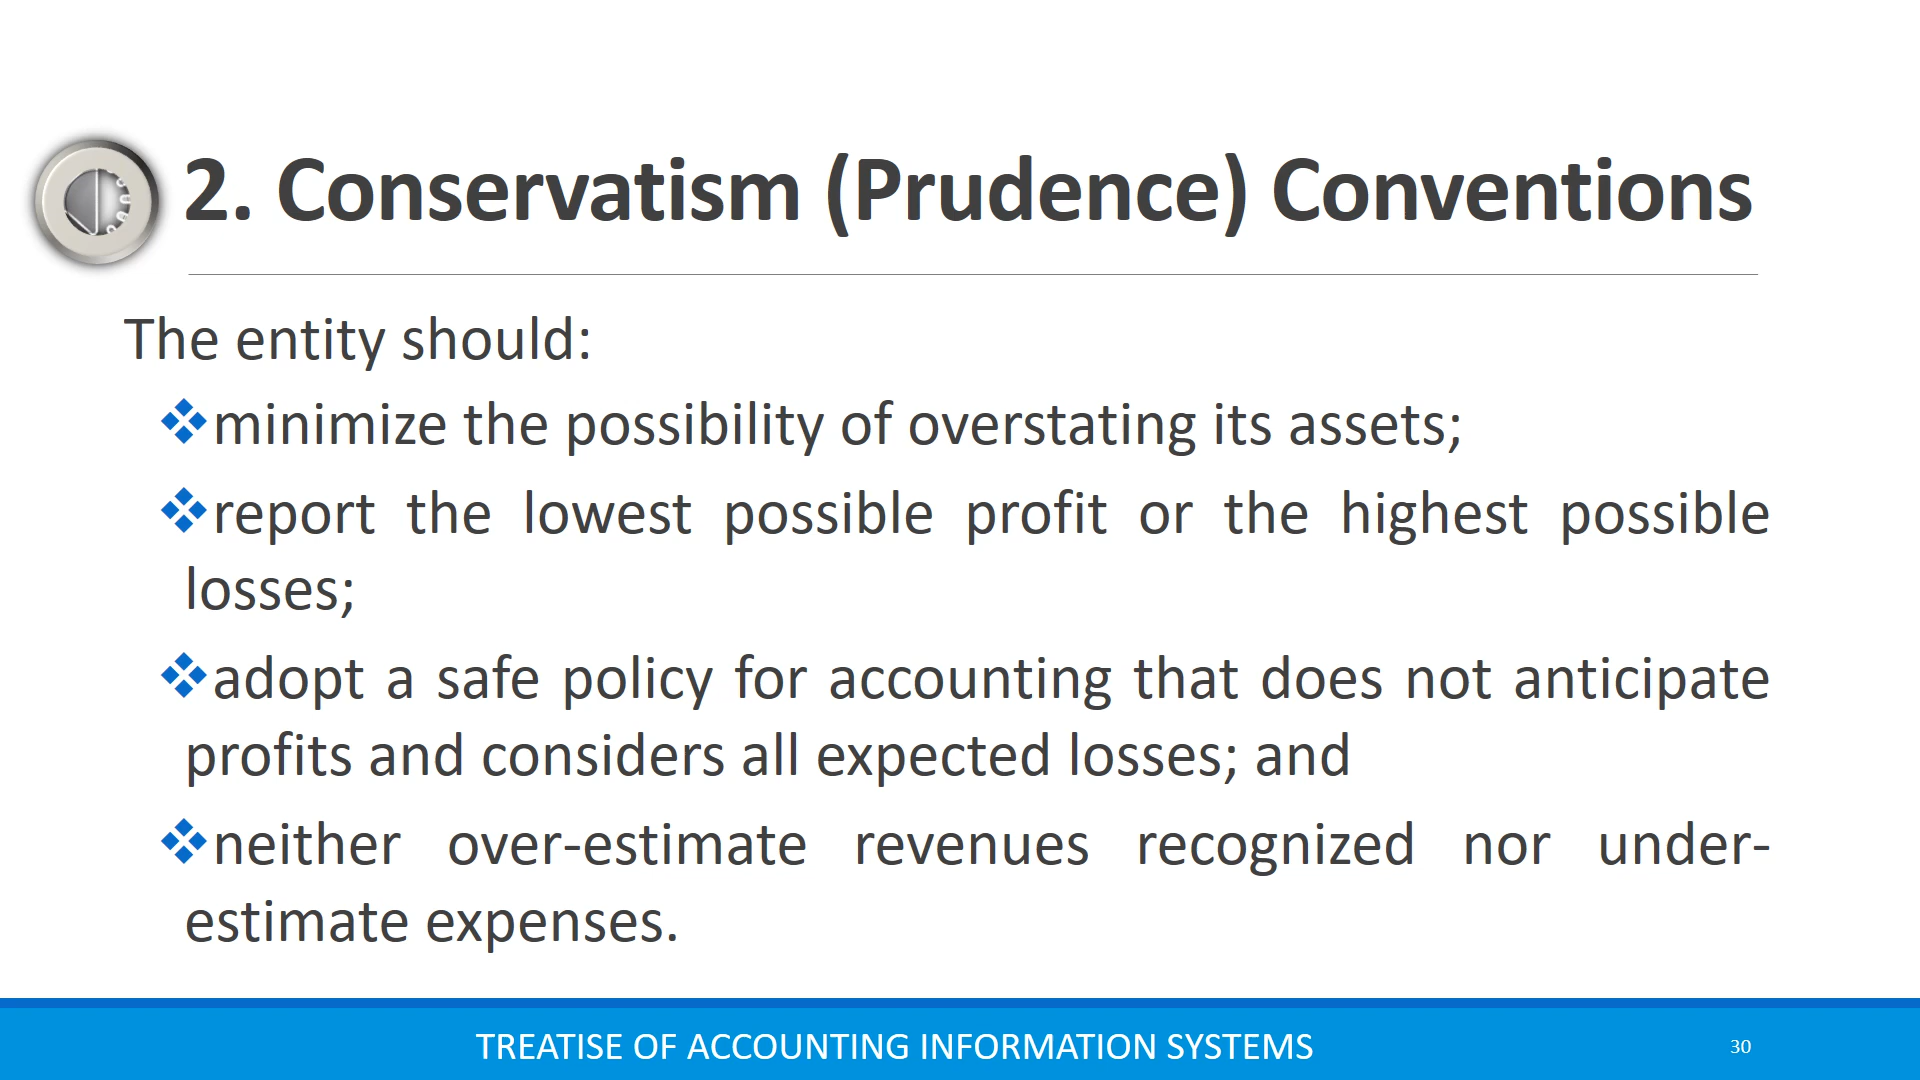 2. Conservatism (Prudence) Conventions
The entity should:
❖minimize the possibility of overstating its assets;
❖report the lowest possible profit or the highest possible
losses;
❖adopt a safe policy for accounting that does not anticipate
profits and considers all expected losses; and
❖neither over-estimate revenues recognized nor under-
estimate expenses.
TREATISE OF ACCOUNTING INFORMATION SYSTEMS
30